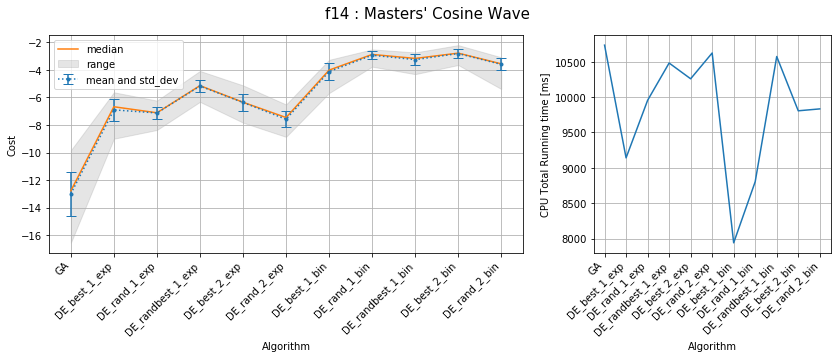 f14 : Masters' Cosine Wave
median
range
mean and std_dev
Cost
−2
−4
−6
−8
−10
−12
−14
−16
GA
DE_best_1_exp
DE_rand_1_exp
DE_randbest_1_exp
DE_best_2_exp
DE_rand_2_exp
DE_best_1_bin
DE_rand_1_bin
DE_randbest_1_bin
DE_best_2_bin
DE_rand_2_bin
Algorithm
CPU Total Running time [ms]
10500
10000
9500
9000
8500
8000
GA
DE_best_1_exp
DE_rand_1_exp
DE_randbest_1_exp
DE_best_2_exp
DE_rand_2_exp
DE_best_1_bin
DE_rand_1_bin
DE_randbest_1_bin
DE_best_2_bin
DE_rand_2_bin
Algorithm